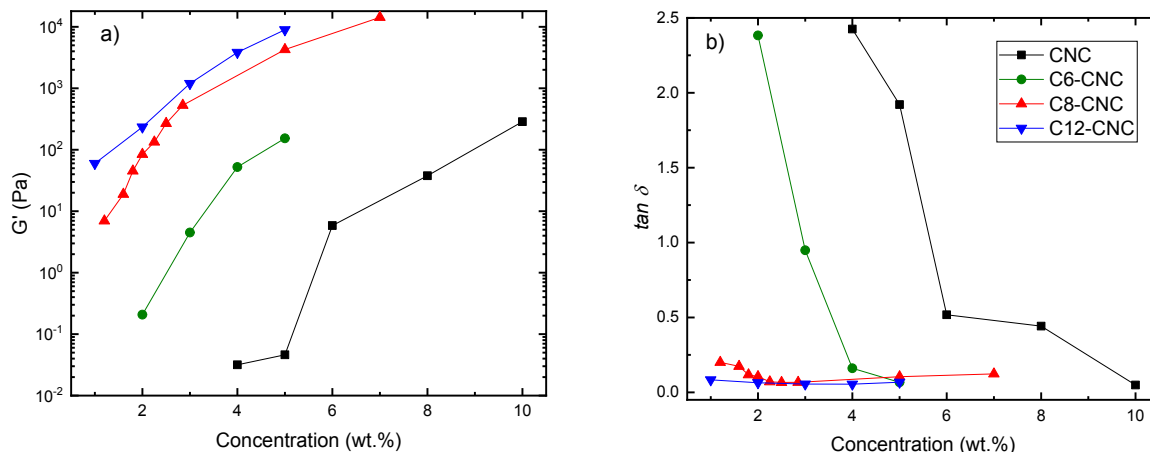 a)
G' (Pa)
10⁴
10³
10²
10¹
10⁰
10⁻¹
10⁻²
2 4 6 8 10
Concentration (wt.%)
b)
tan δ
2.5
2.0
1.5
1.0
0.5
0.0
2 4 6 8 10
Concentration (wt.%)
CNC
C6-CNC
C8-CNC
C12-CNC